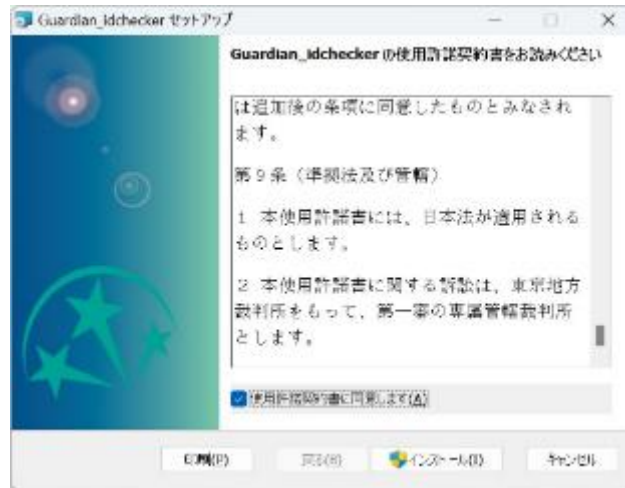 Guardian_idchecker セットアップ
Guardian_idchecker の使用許諾契約書をお読みください
は追加後の条項に同意したものとみなされ
ます。
第9条（準拠法及び管轄）
1 本使用許諾書には、日本法が適用される
ものとします。
2 本使用許諾書に関する訴訟は、東京地方
裁判所をもって、第一審の専属管轄裁判所
とします。
使用許諾契約書に同意します(A)
印刷(P)
戻る(B)
インストール(I)
キャンセル